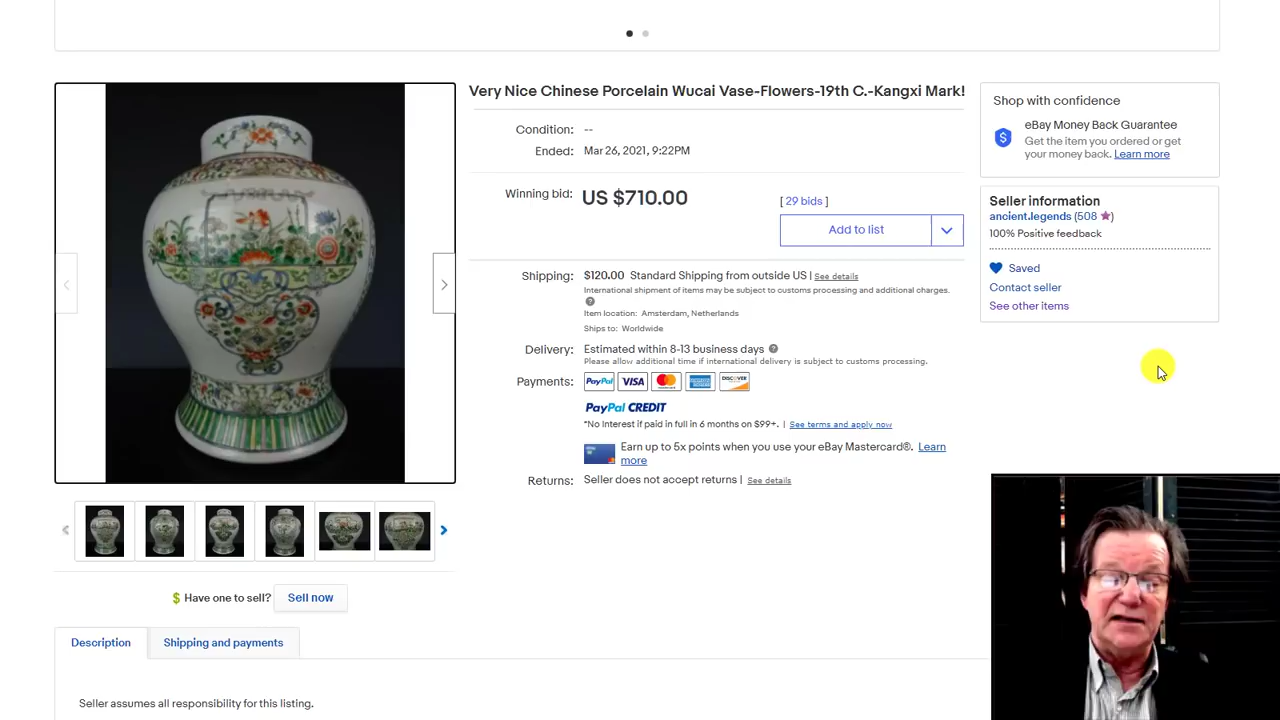 Very Nice Chinese Porcelain Wucai Vase-Flowers-19th C.-Kangxi Mark!
Condition: --
Ended: Mar 26, 2021, 9:22PM
Winning bid: US $710.00 [ 29 bids ]
Add to list
Shipping: $120.00 Standard Shipping from outside US | See details
International shipment of items may be subject to customs processing and additional charges.
Item location: Amsterdam, Netherlands
Ships to: Worldwide
Delivery: Estimated within 8-13 business days
Please allow additional time if international delivery is subject to customs processing.
Payments: PayPal VISA mastercard AMERICAN EXPRESS DISCOVER
PayPal CREDIT
*No Interest if paid in full in 6 months on $99+. | See terms and apply now
Earn up to 5x points when you use your eBay Mastercard®. Learn
more
Returns: Seller does not accept returns | See details
Shop with confidence
eBay Money Back Guarantee
Get the item you ordered or get
your money back. Learn more
Seller information
ancient.legends (508 ★)
100% Positive feedback
Saved
Contact seller
See other items
$ Have one to sell? Sell now
Description
Shipping and payments
Seller assumes all responsibility for this listing.